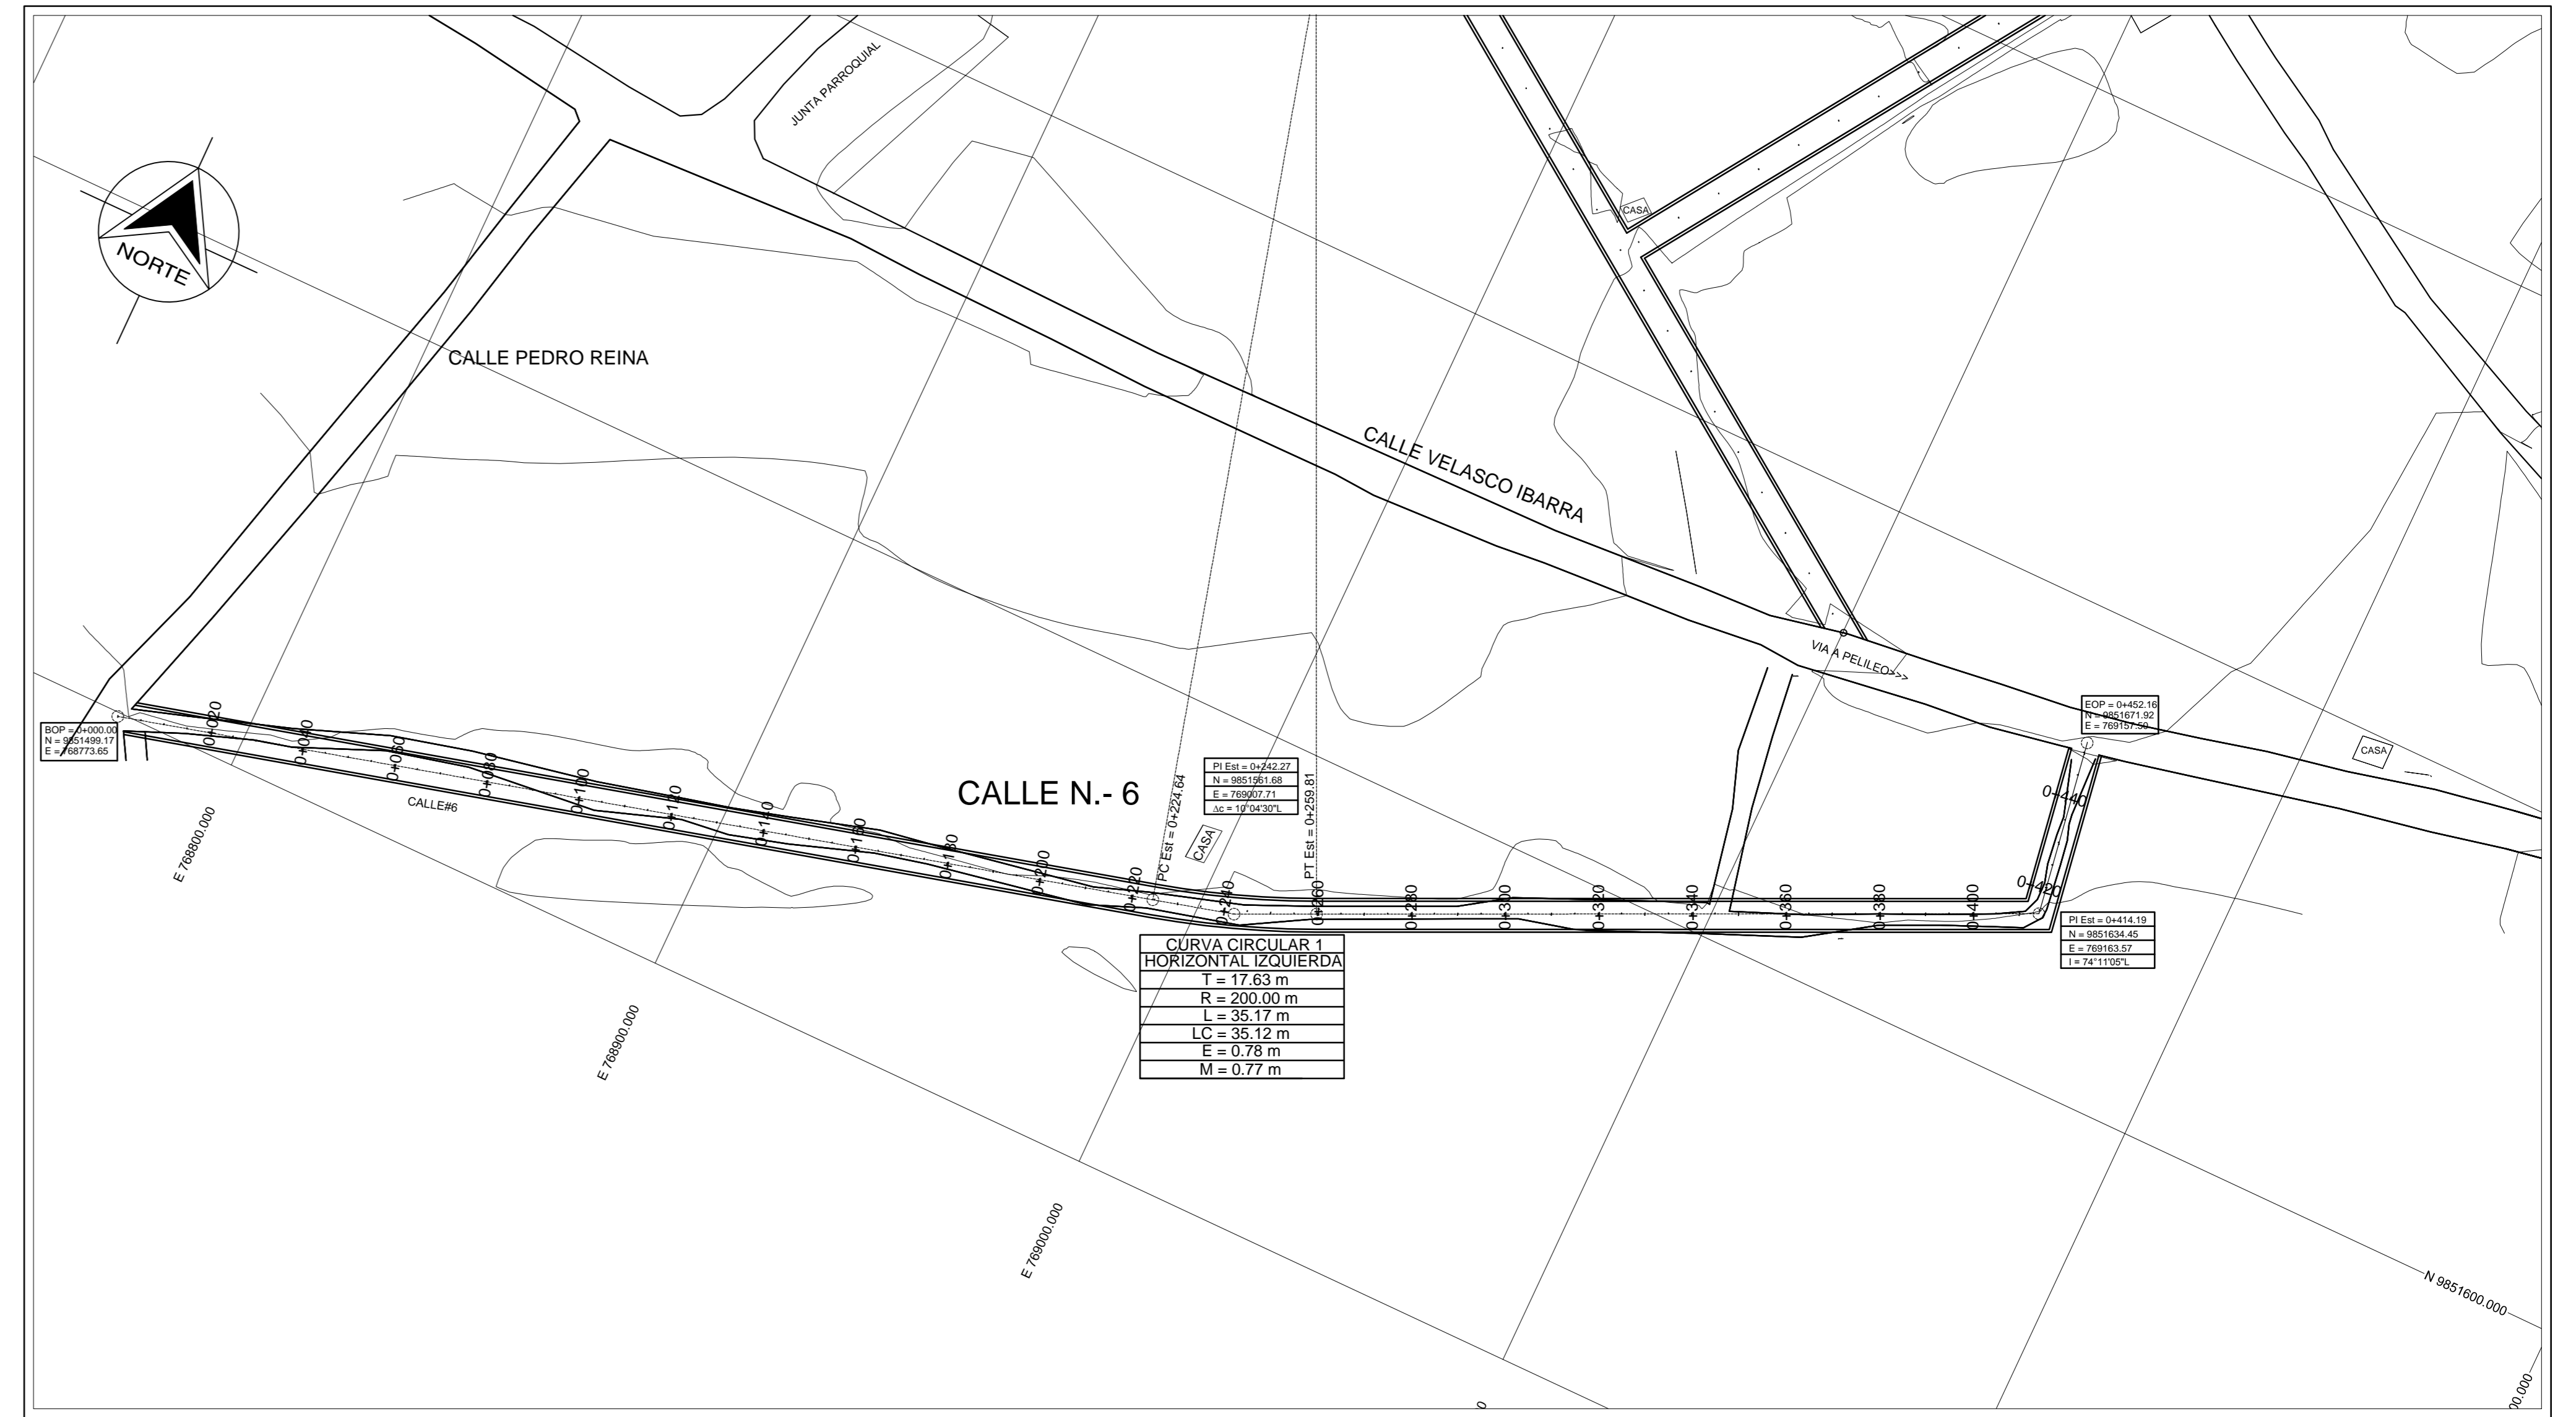 JUNTA PARROQUIAL
NORTE
CASA
CALLE PEDRO REINA
CALLE VELASCO IBARRA
VIA A PELILEO>>>
BOP = 0+000.00
N = 9851499.17
E = 768773.65
0+020
0+040
0+060
0+080
0+100
0+120
0+140
0+160
0+180
0+200
0+220
0+240
0+260
0+280
0+300
0+320
0+340
0+360
0+380
0+400
0+420
0+440
CALLE#6
CALLE N.- 6
PC Est = 0+224.64
CASA
PI Est = 0+242.27
N = 9851561.68
E = 769007.71
Δc = 10°04'30"L
PT Est = 0+259.81
EOP = 0+452.16
N = 9851671.92
E = 769157.50
CASA
PI Est = 0+414.19
N = 9851634.45
E = 769163.57
I = 74°11'05"L
CURVA CIRCULAR 1
HORIZONTAL IZQUIERDA
T = 17.63 m
R = 200.00 m
L = 35.17 m
LC = 35.12 m
E = 0.78 m
M = 0.77 m
E 768800.000
E 768900.000
E 769000.000
N 9851600.000